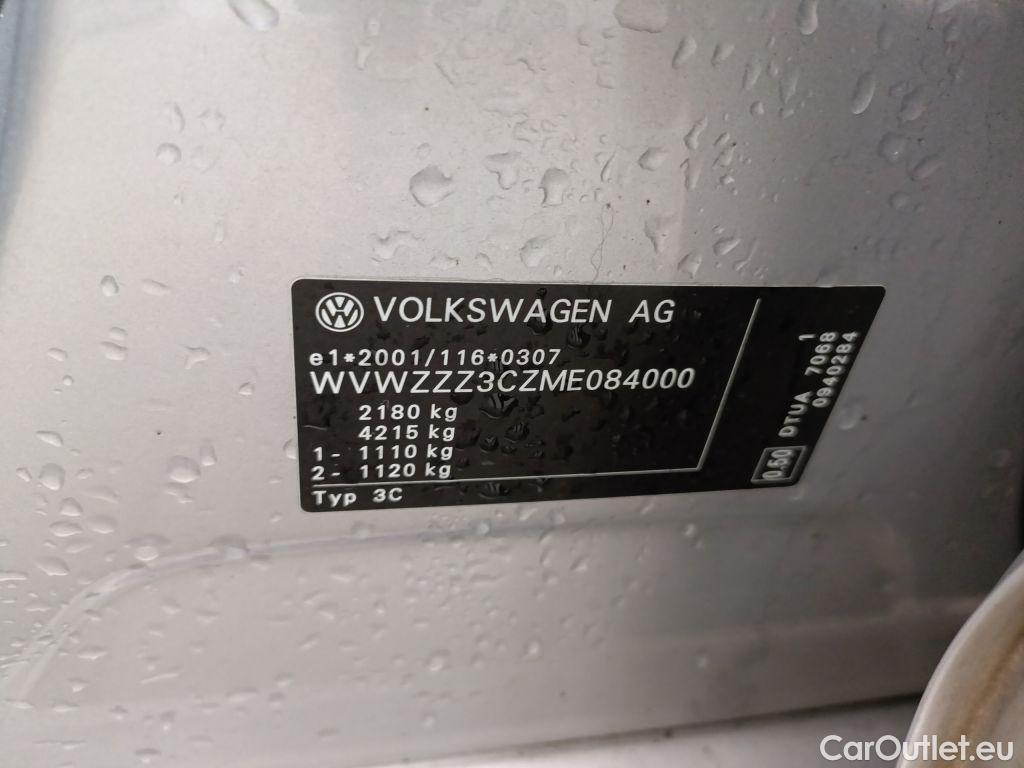 VOLKSWAGEN AG
e1*2001/116*0307
WVWZZZ3CZME084000
2180 kg
4215 kg
1 - 1110 kg
2 - 1120 kg
Typ 3C
0.60 DTUA 7068 1
0940284
CarOutlet.eu